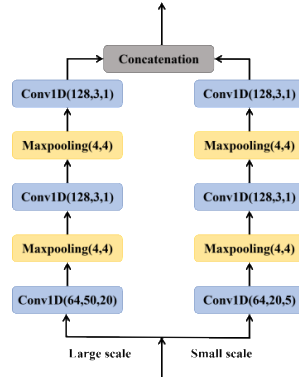 Concatenation
Conv1D(128,3,1) Conv1D(128,3,1)
Maxpooling(4,4) Maxpooling(4,4)
Conv1D(128,3,1) Conv1D(128,3,1)
Maxpooling(4,4) Maxpooling(4,4)
Conv1D(64,50,20) Conv1D(64,20,5)
Large scale Small scale